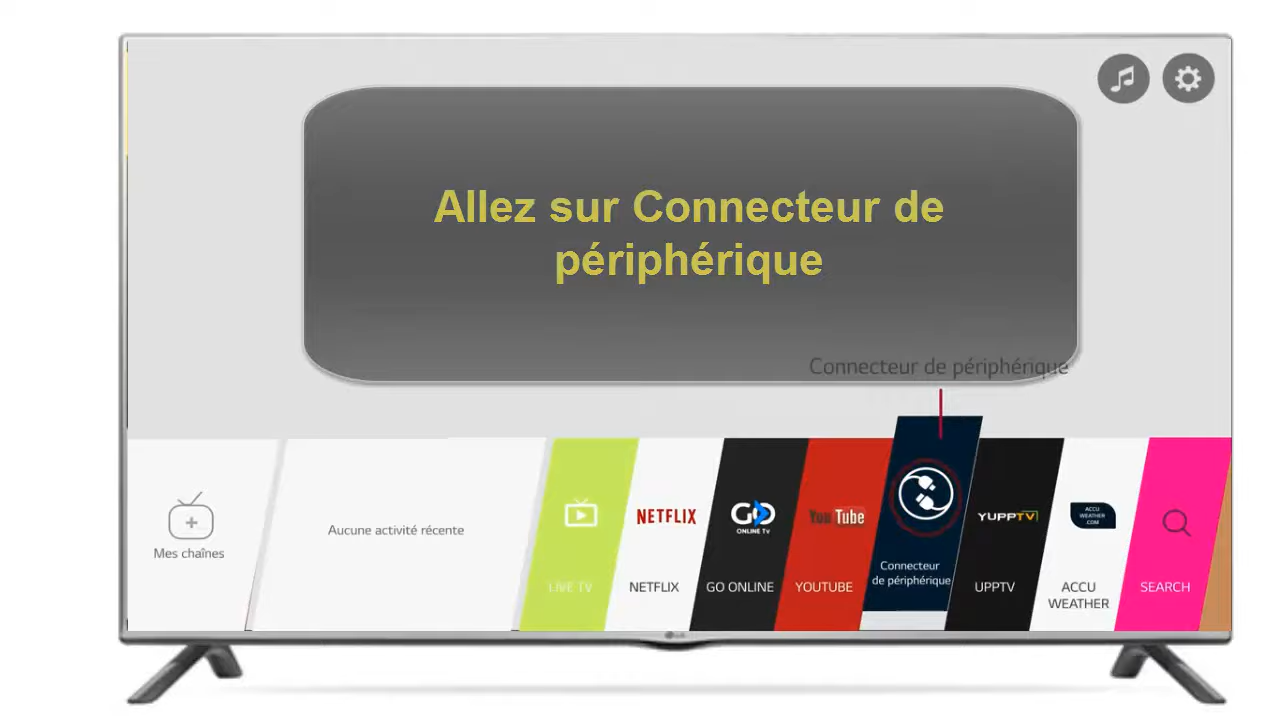 Allez sur Connecteur de
périphérique
Connecteur de périphérique
Mes chaînes
Aucune activité récente
LIVE TV
NETFLIX
NETFLIX
GO
ONLINE TV
GO ONLINE
YouTube
YOUTUBE
Connecteur
de périphérique
YUPPTV
UPPTV
ACCU
WEATHER
.COM
ACCU
WEATHER
SEARCH
LG